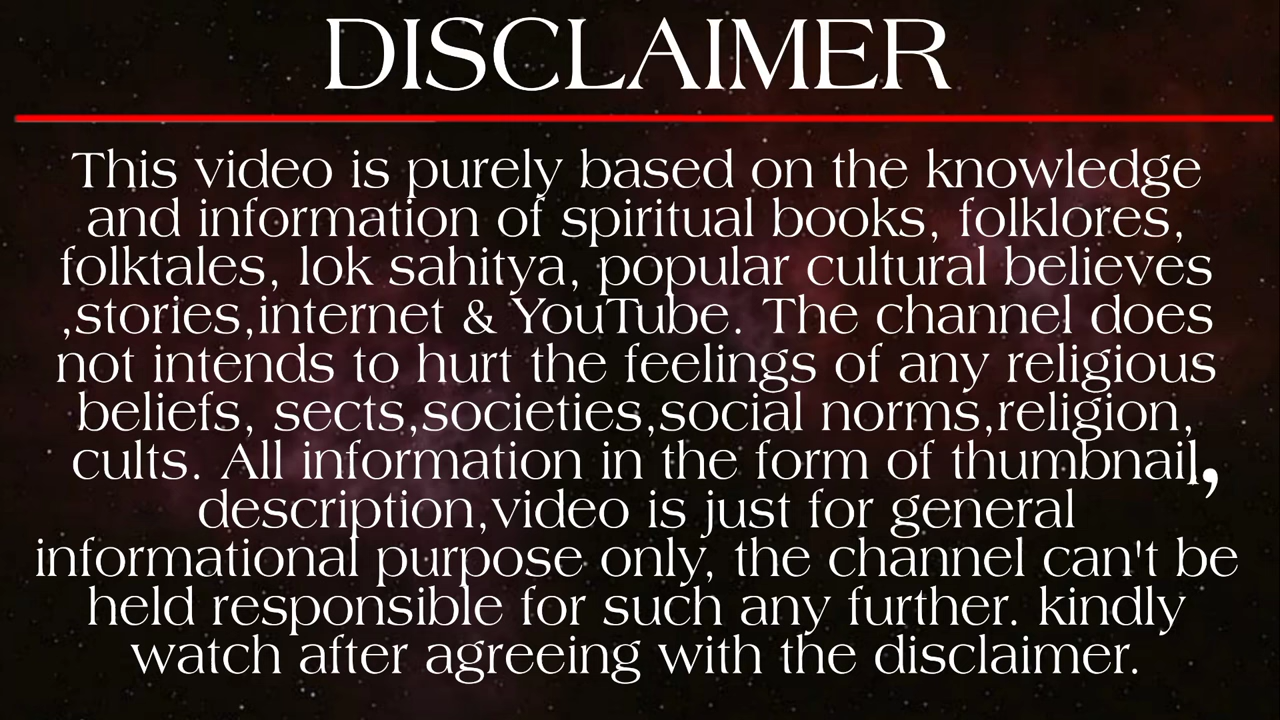 DISCLAIMER
This video is purely based on the knowledge
and information of spiritual books, folklores,
folktales, lok sahitya, popular cultural believes
,stories,internet & YouTube. The channel does
not intends to hurt the feelings of any religious
beliefs, sects,societies,social norms,religion,
cults. All information in the form of thumbnail,
description,video is just for general
informational purpose only, the channel can't be
held responsible for such any further. kindly
watch after agreeing with the disclaimer.